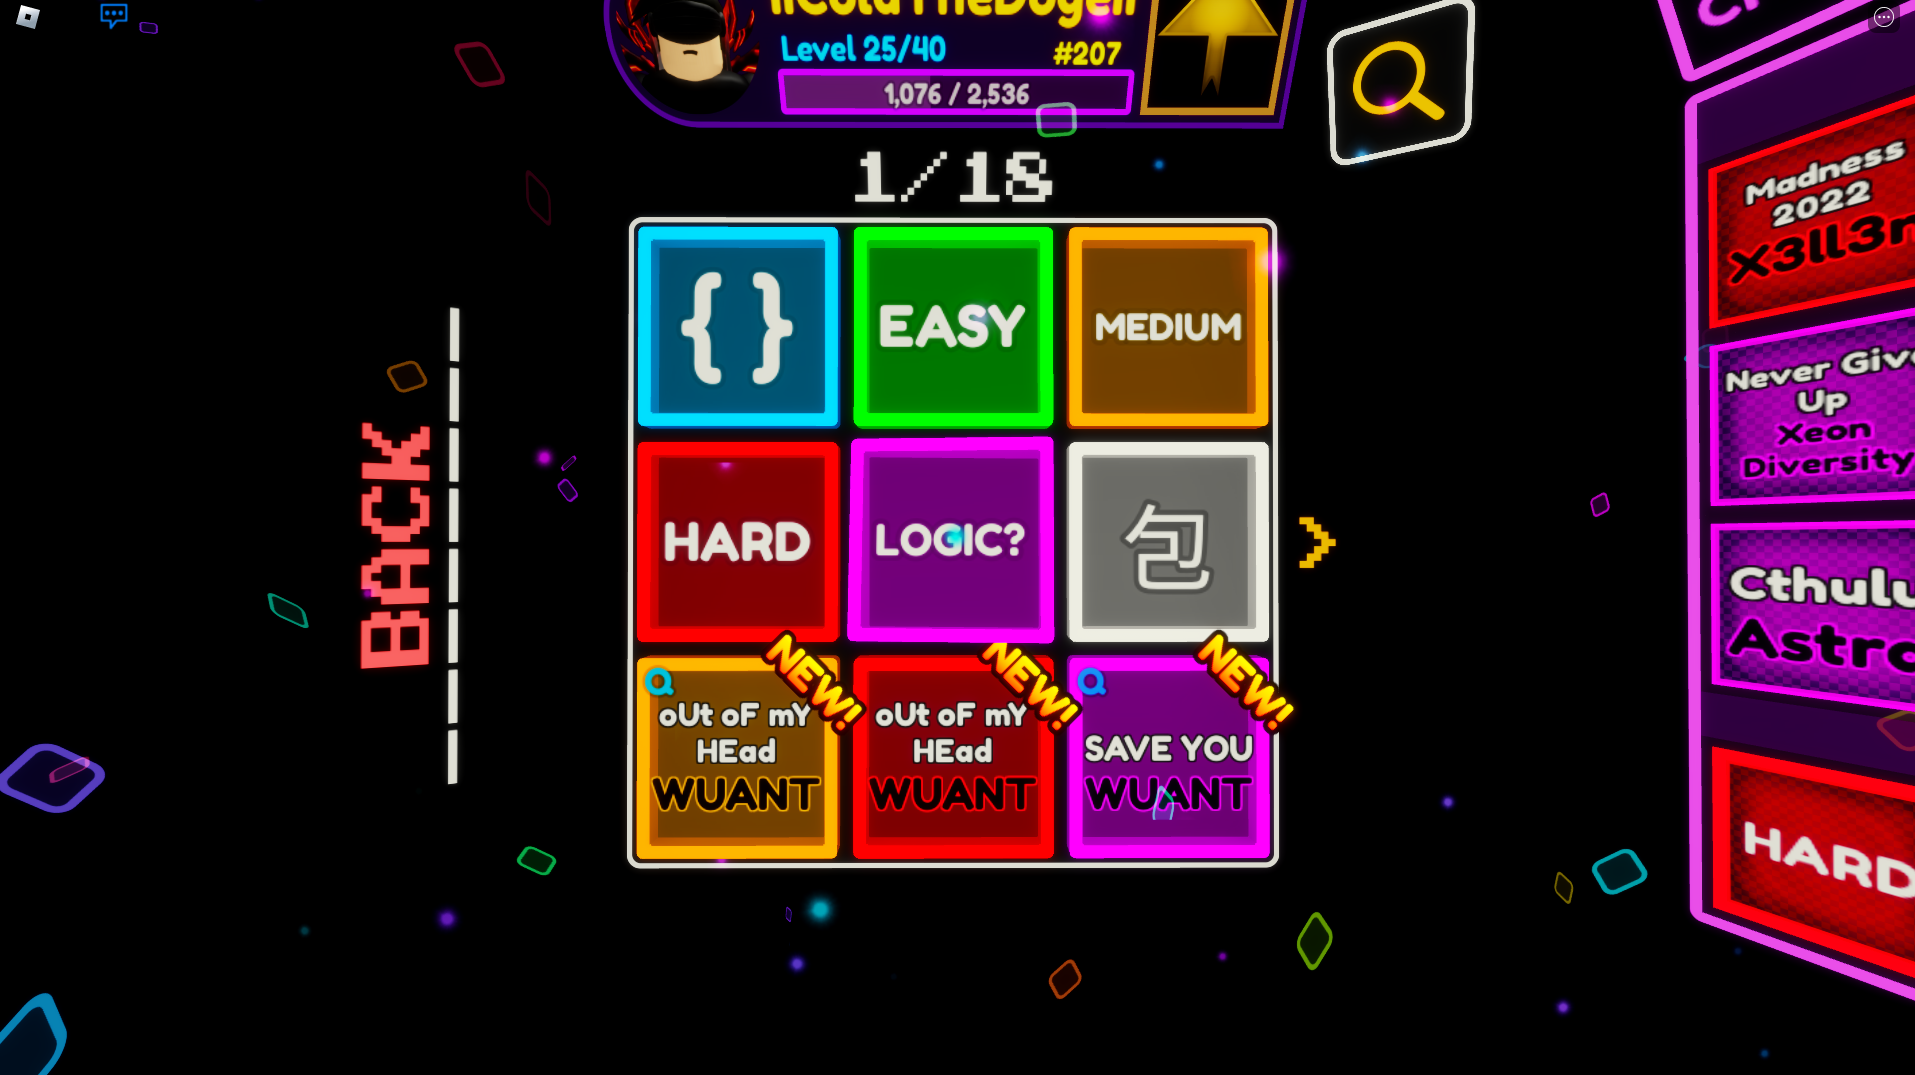 Level 25/40
#207
1,076 / 2,536
1/18
{ }
EASY
MEDIUM
HARD
LOGIC?
包
BACK
>
NEW!
oUt oF mY
HEad
WUANT
NEW!
oUt oF mY
HEad
WUANT
NEW!
SAVE YOU
WUANT
Madness
2022
Never Give
Up
Xeon
Diversity
HARD